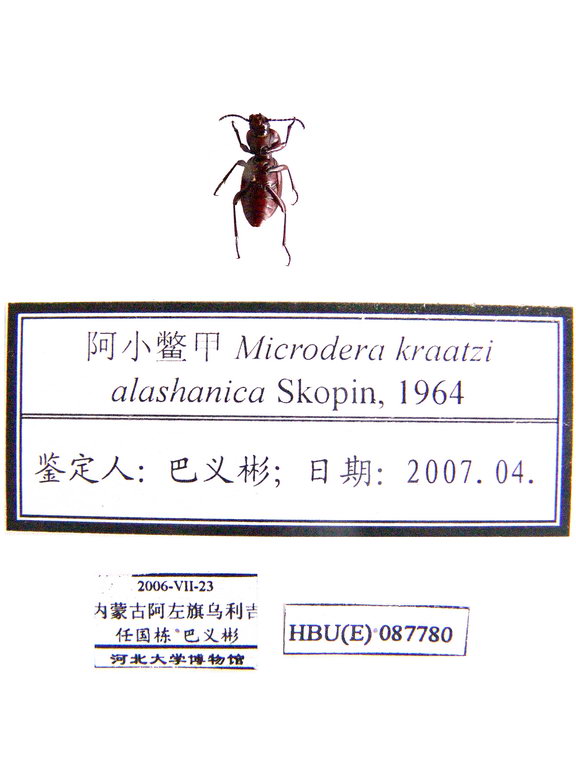 阿小鳖甲 Microdera kraatzi
alashanica Skopin, 1964
鉴定人: 巴义彬; 日期: 2007.04.
2006-VII-23
内蒙古阿左旗乌利吉
任国栋 巴义彬
河北大学博物馆
HBU(E) 087780